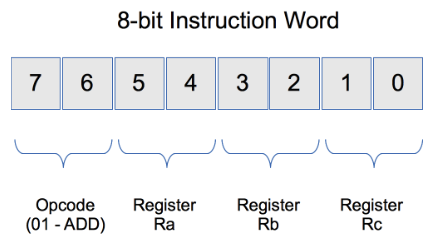 8-bit Instruction Word
7 6 5 4 3 2 1 0
Opcode Register Register Register
(01 - ADD) Ra Rb Rc